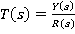 T(s) = Y(s)/R(s)